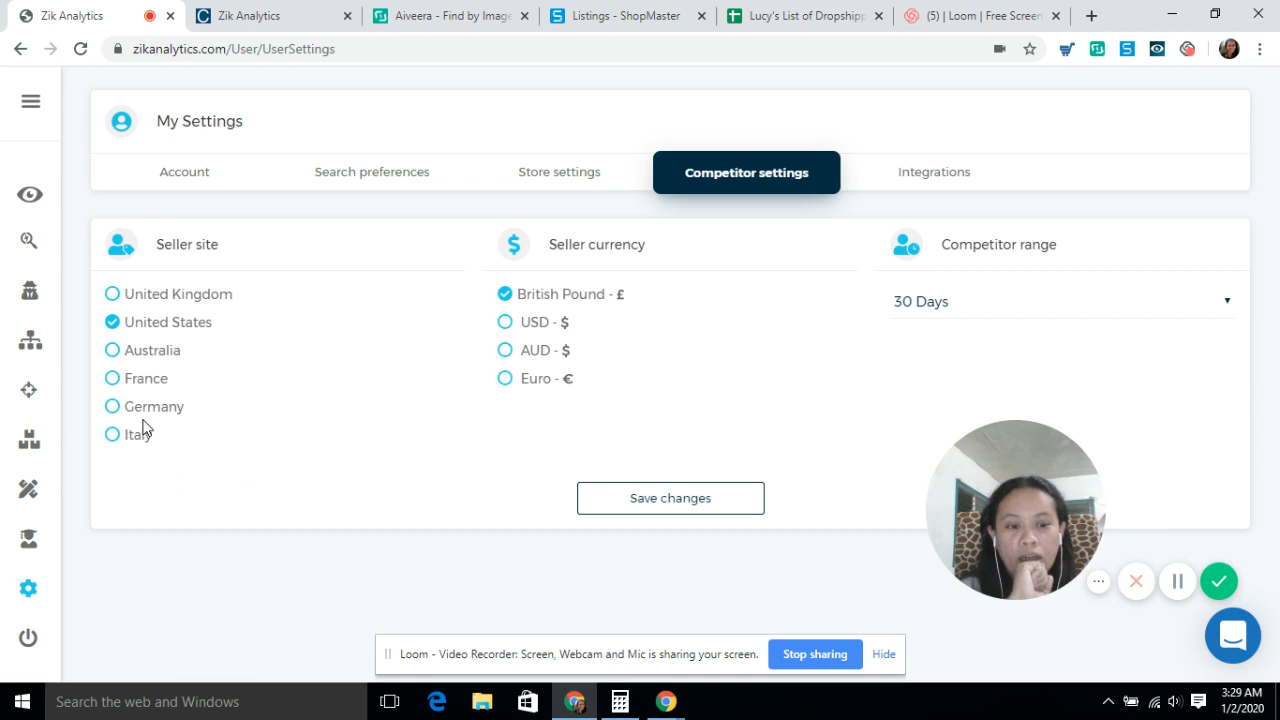 Zik Analytics
Zik Analytics
Aiveera - Find by Image
Listings - ShopMaster
Lucy's List of Dropshipp
(5) | Loom | Free Screen
zikanalytics.com/User/UserSettings
My Settings
Account
Search preferences
Store settings
Competitor settings
Integrations
Seller site
United Kingdom
United States
Australia
France
Germany
Italy
Seller currency
British Pound - £
USD - $
AUD - $
Euro - €
Competitor range
30 Days
Save changes
Loom - Video Recorder: Screen, Webcam and Mic is sharing your screen.
Stop sharing
Hide
Search the web and Windows
3:29 AM
1/2/2020